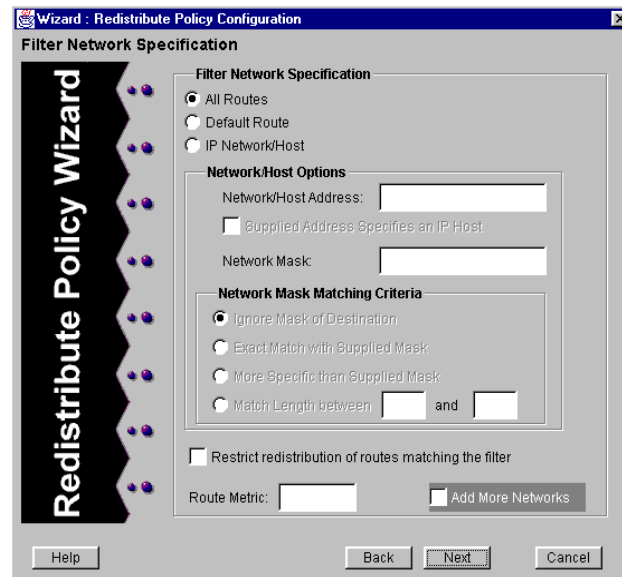 Wizard : Redistribute Policy Configuration
Filter Network Specification
Redistribute Policy Wizard
Filter Network Specification
All Routes
Default Route
IP Network/Host
Network/Host Options
Network/Host Address:
Supplied Address Specifies an IP Host
Network Mask:
Network Mask Matching Criteria
Ignore Mask of Destination
Exact Match with Supplied Mask
More Specific than Supplied Mask
Match Length between and
Restrict redistribution of routes matching the filter
Route Metric: Add More Networks
Help Back Next Cancel